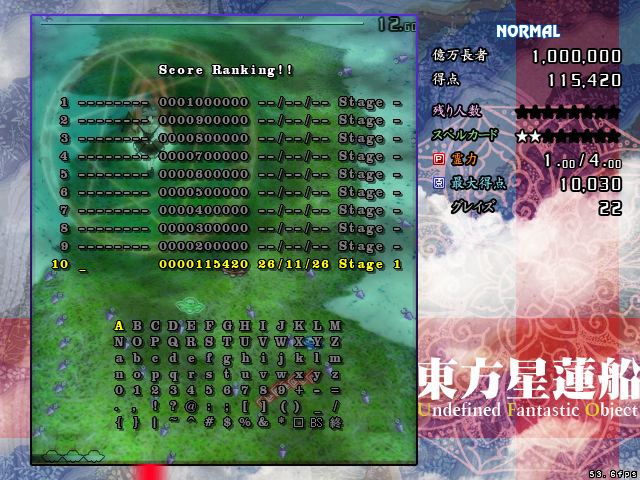 12.60
Score Ranking!!
1 -------- 0001000000 --/--/-- Stage -
2 -------- 0000900000 --/--/-- Stage -
3 -------- 0000800000 --/--/-- Stage -
4 -------- 0000700000 --/--/-- Stage -
5 -------- 0000600000 --/--/-- Stage -
6 -------- 0000500000 --/--/-- Stage -
7 -------- 0000400000 --/--/-- Stage -
8 -------- 0000300000 --/--/-- Stage -
9 -------- 0000200000 --/--/-- Stage -
10 _ 0000115420 26/11/26 Stage 1
A B C D E F G H I J K L M
N O P Q R S T U V W X Y Z
a b c d e f g h i j k l m
n o p q r s t u v w x y z
0 1 2 3 4 5 6 7 8 9 + - =
. , ! ? @ : ; [ ] ( ) _ /
{ } | ~ ^ # $ % & * □ BS 終
NORMAL
億万長者 1,000,000
得点 115,420
残り人数
スペルカード ★★
P 霊力 1.00/4.00
点 最大得点 10,030
グレイズ 22
東方星蓮船
Undefined Fantastic Object
53.6fps